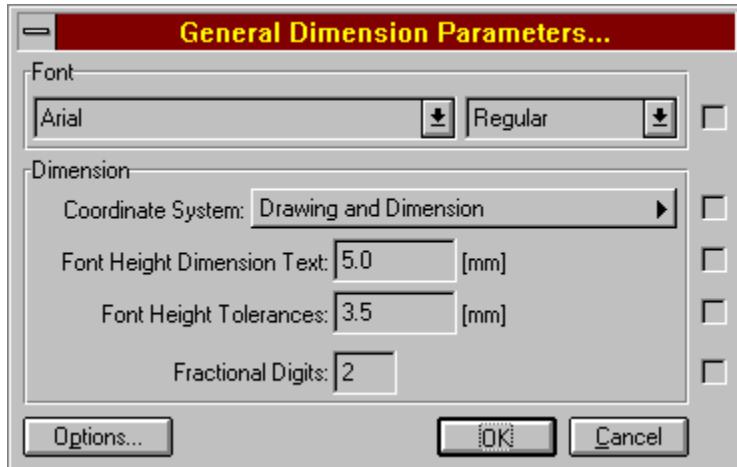 General Dimension Parameters...
Font
Arial Regular
Dimension
Coordinate System: Drawing and Dimension
Font Height Dimension Text: 5.0 [mm]
Font Height Tolerances: 3.5 [mm]
Fractional Digits: 2
Options... OK Cancel